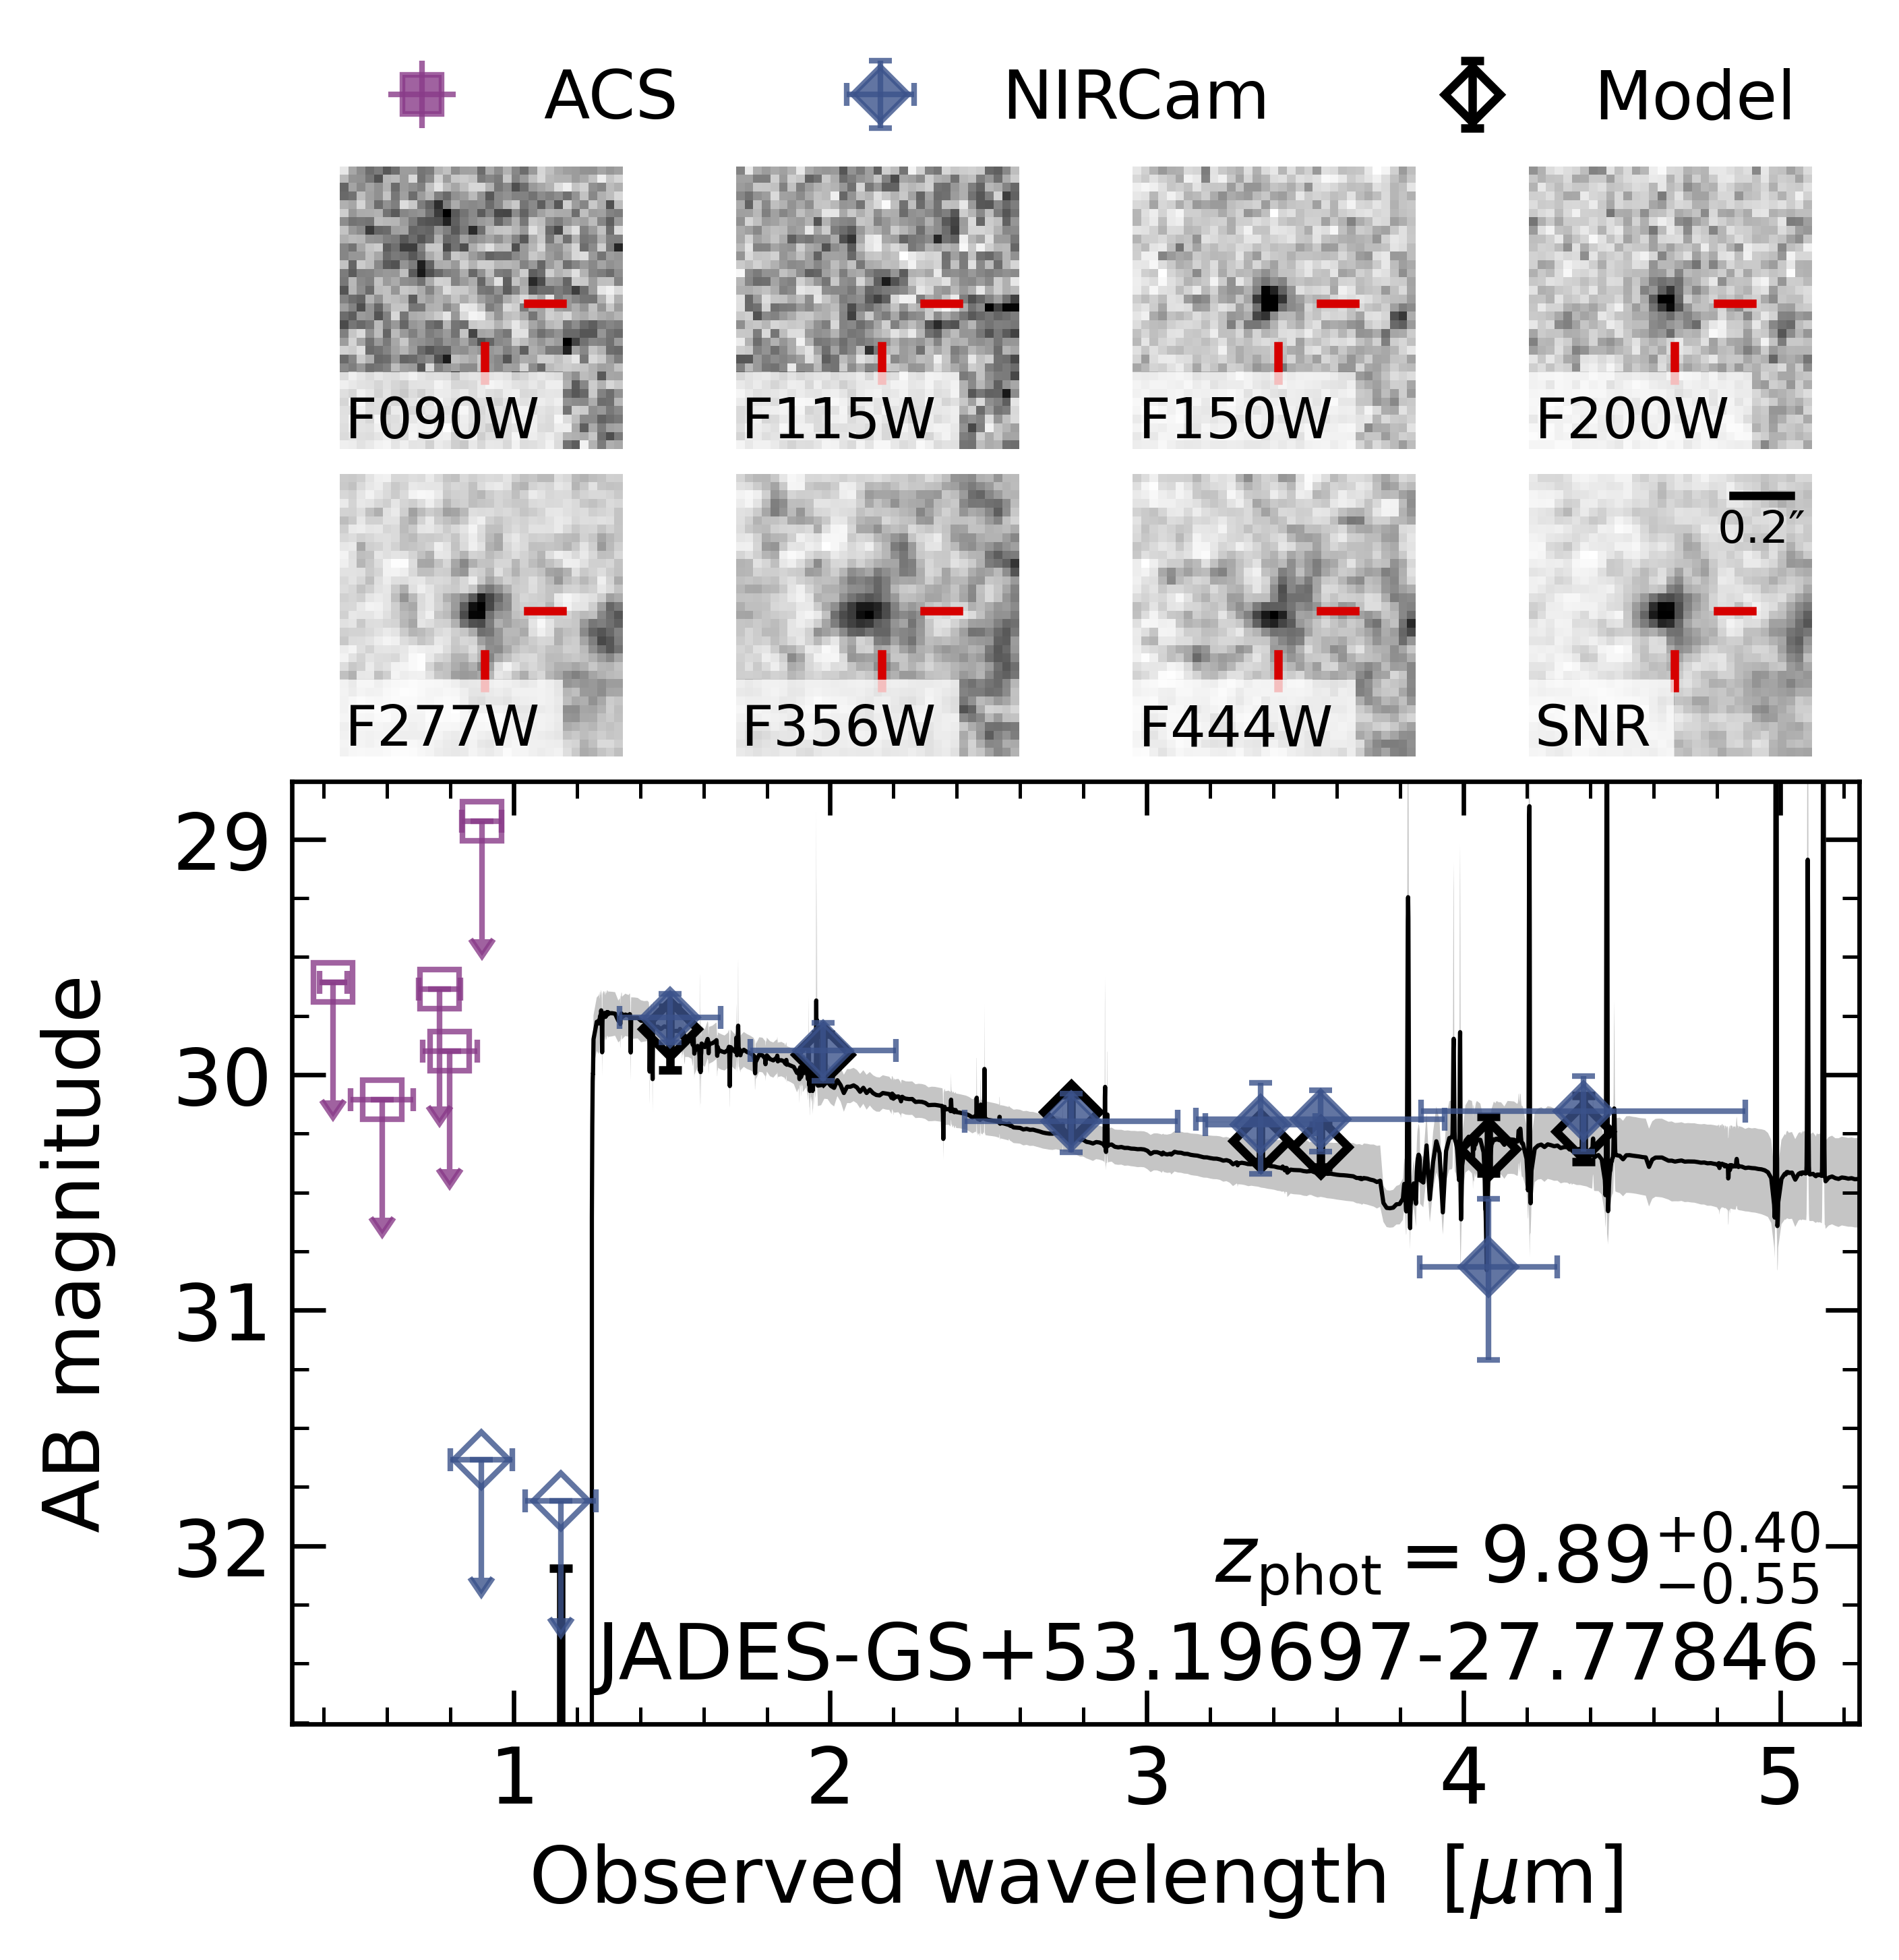 ACS NIRCam Model
F090W F115W F150W F200W
0.2″
F277W F356W F444W SNR
29
30
31
32
AB magnitude
z_phot = 9.89 +0.40 −0.55
JADES-GS+53.19697-27.77846
1 2 3 4 5
Observed wavelength [μm]